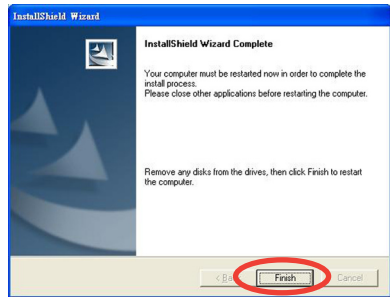 InstallShield Wizard
InstallShield Wizard Complete
Your computer must be restarted now in order to complete the
install process.
Please close other applications before restarting the computer.
Remove any disks from the drives, then click Finish to restart
the computer.
Finish
Cancel